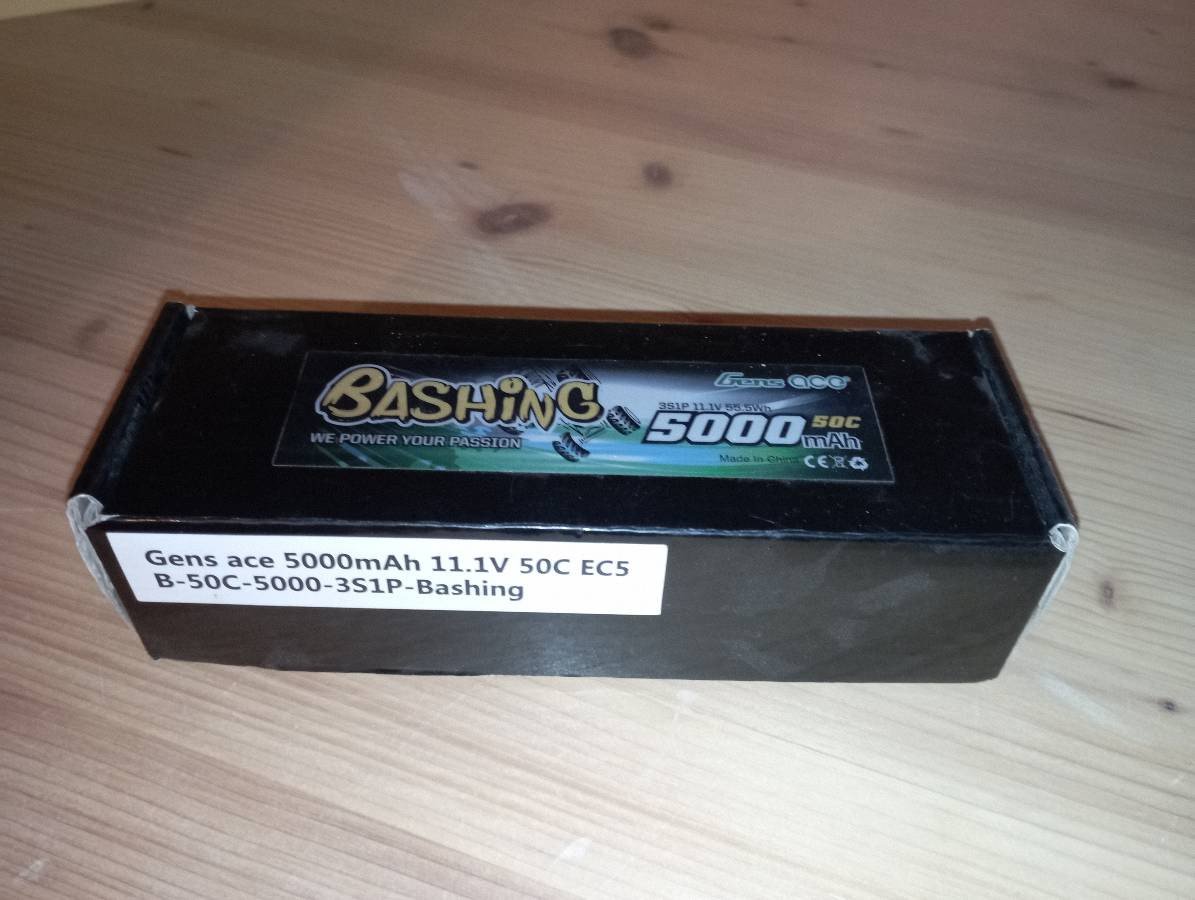 BASHiNG
WE POWER YOUR PASSION
Gens ace
3S1P 11.1V 55.5Wh
5000mAh 50C
Made In China CE
Gens ace 5000mAh 11.1V 50C EC5
B-50C-5000-3S1P-Bashing